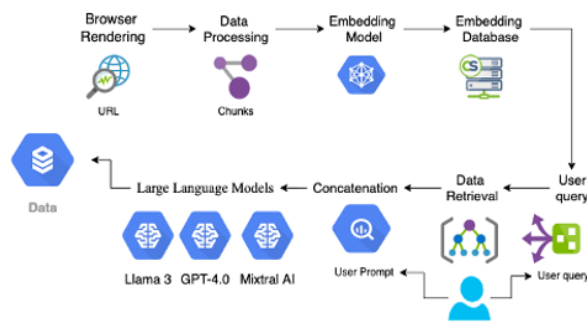 Browser
Rendering
Data
Processing
Embedding
Model
Embedding
Database
URL
Chunks
CS
Data
Large Language Models
Concatenation
Data
Retrieval
User
query
Llama 3
GPT-4.0
Mixtral AI
User Prompt
User query